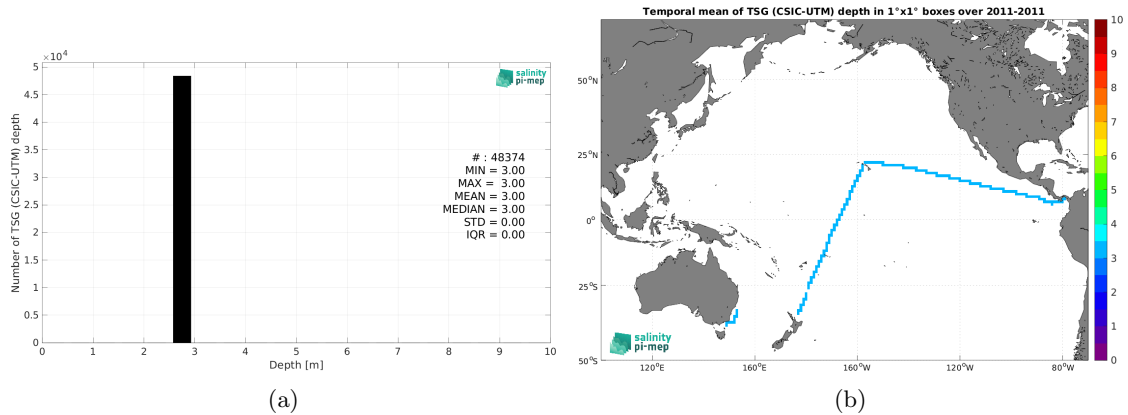 ×10⁴
5
4.5
4
3.5
3
2.5
2
1.5
1
0.5
0
Number of TSG (CSIC-UTM) depth
salinity
pi-mep
# : 48374
MIN = 3.00
MAX = 3.00
MEAN = 3.00
MEDIAN = 3.00
STD = 0.00
IQR = 0.00
0 1 2 3 4 5 6 7 8 9 10
Depth [m]
(a)
Temporal mean of TSG (CSIC-UTM) depth in 1°x1° boxes over 2011-2011
50°N
25°N
0°
25°S
50°S
120°E 160°E 160°W 120°W 80°W
salinity
pi-mep
10
9
8
7
6
5
4
3
2
1
0
(b)